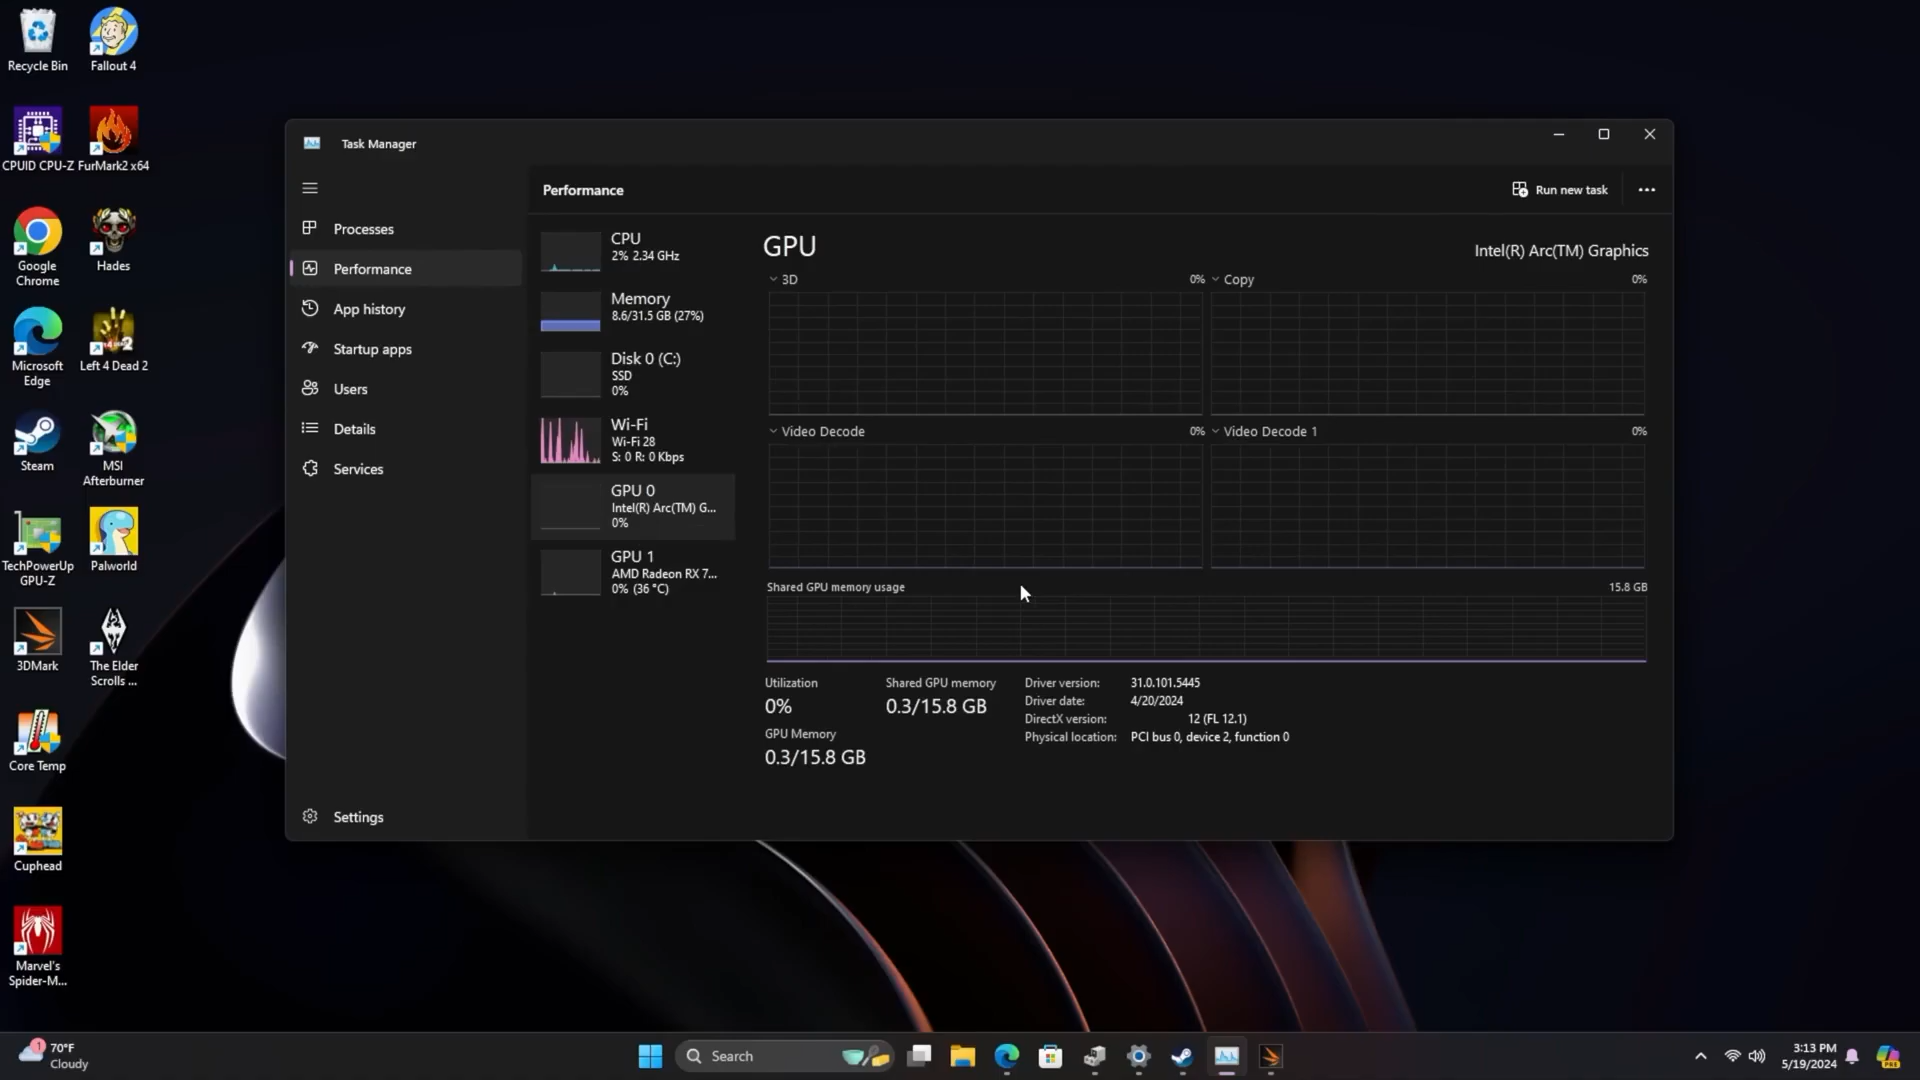 Recycle Bin
Fallout 4
CPUID CPU-Z
FurMark2 x64
Google
Chrome
Hades
Microsoft
Edge
Left 4 Dead 2
Steam
MSI
Afterburner
TechPowerUp
GPU-Z
Palworld
3DMark
The Elder
Scrolls ...
Core Temp
Cuphead
Marvel's
Spider-M...
Task Manager
Processes
Performance
App history
Startup apps
Users
Details
Services
Settings
Performance
Run new task
CPU
2% 2.34 GHz
Memory
8.6/31.5 GB (27%)
Disk 0 (C:)
SSD
0%
Wi-Fi
Wi-Fi 28
S: 0 R: 0 Kbps
GPU 0
Intel(R) Arc(TM) G...
0%
GPU 1
AMD Radeon RX 7...
0% (36 °C)
GPU
Intel(R) Arc(TM) Graphics
3D 0%
Copy 0%
Video Decode 0%
Video Decode 1 0%
Shared GPU memory usage 15.8 GB
Utilization
0%
Shared GPU memory
0.3/15.8 GB
GPU Memory
0.3/15.8 GB
Driver version: 31.0.101.5445
Driver date: 4/20/2024
DirectX version: 12 (FL 12.1)
Physical location: PCI bus 0, device 2, function 0
1
70°F
Cloudy
Search
3:13 PM
5/19/2024